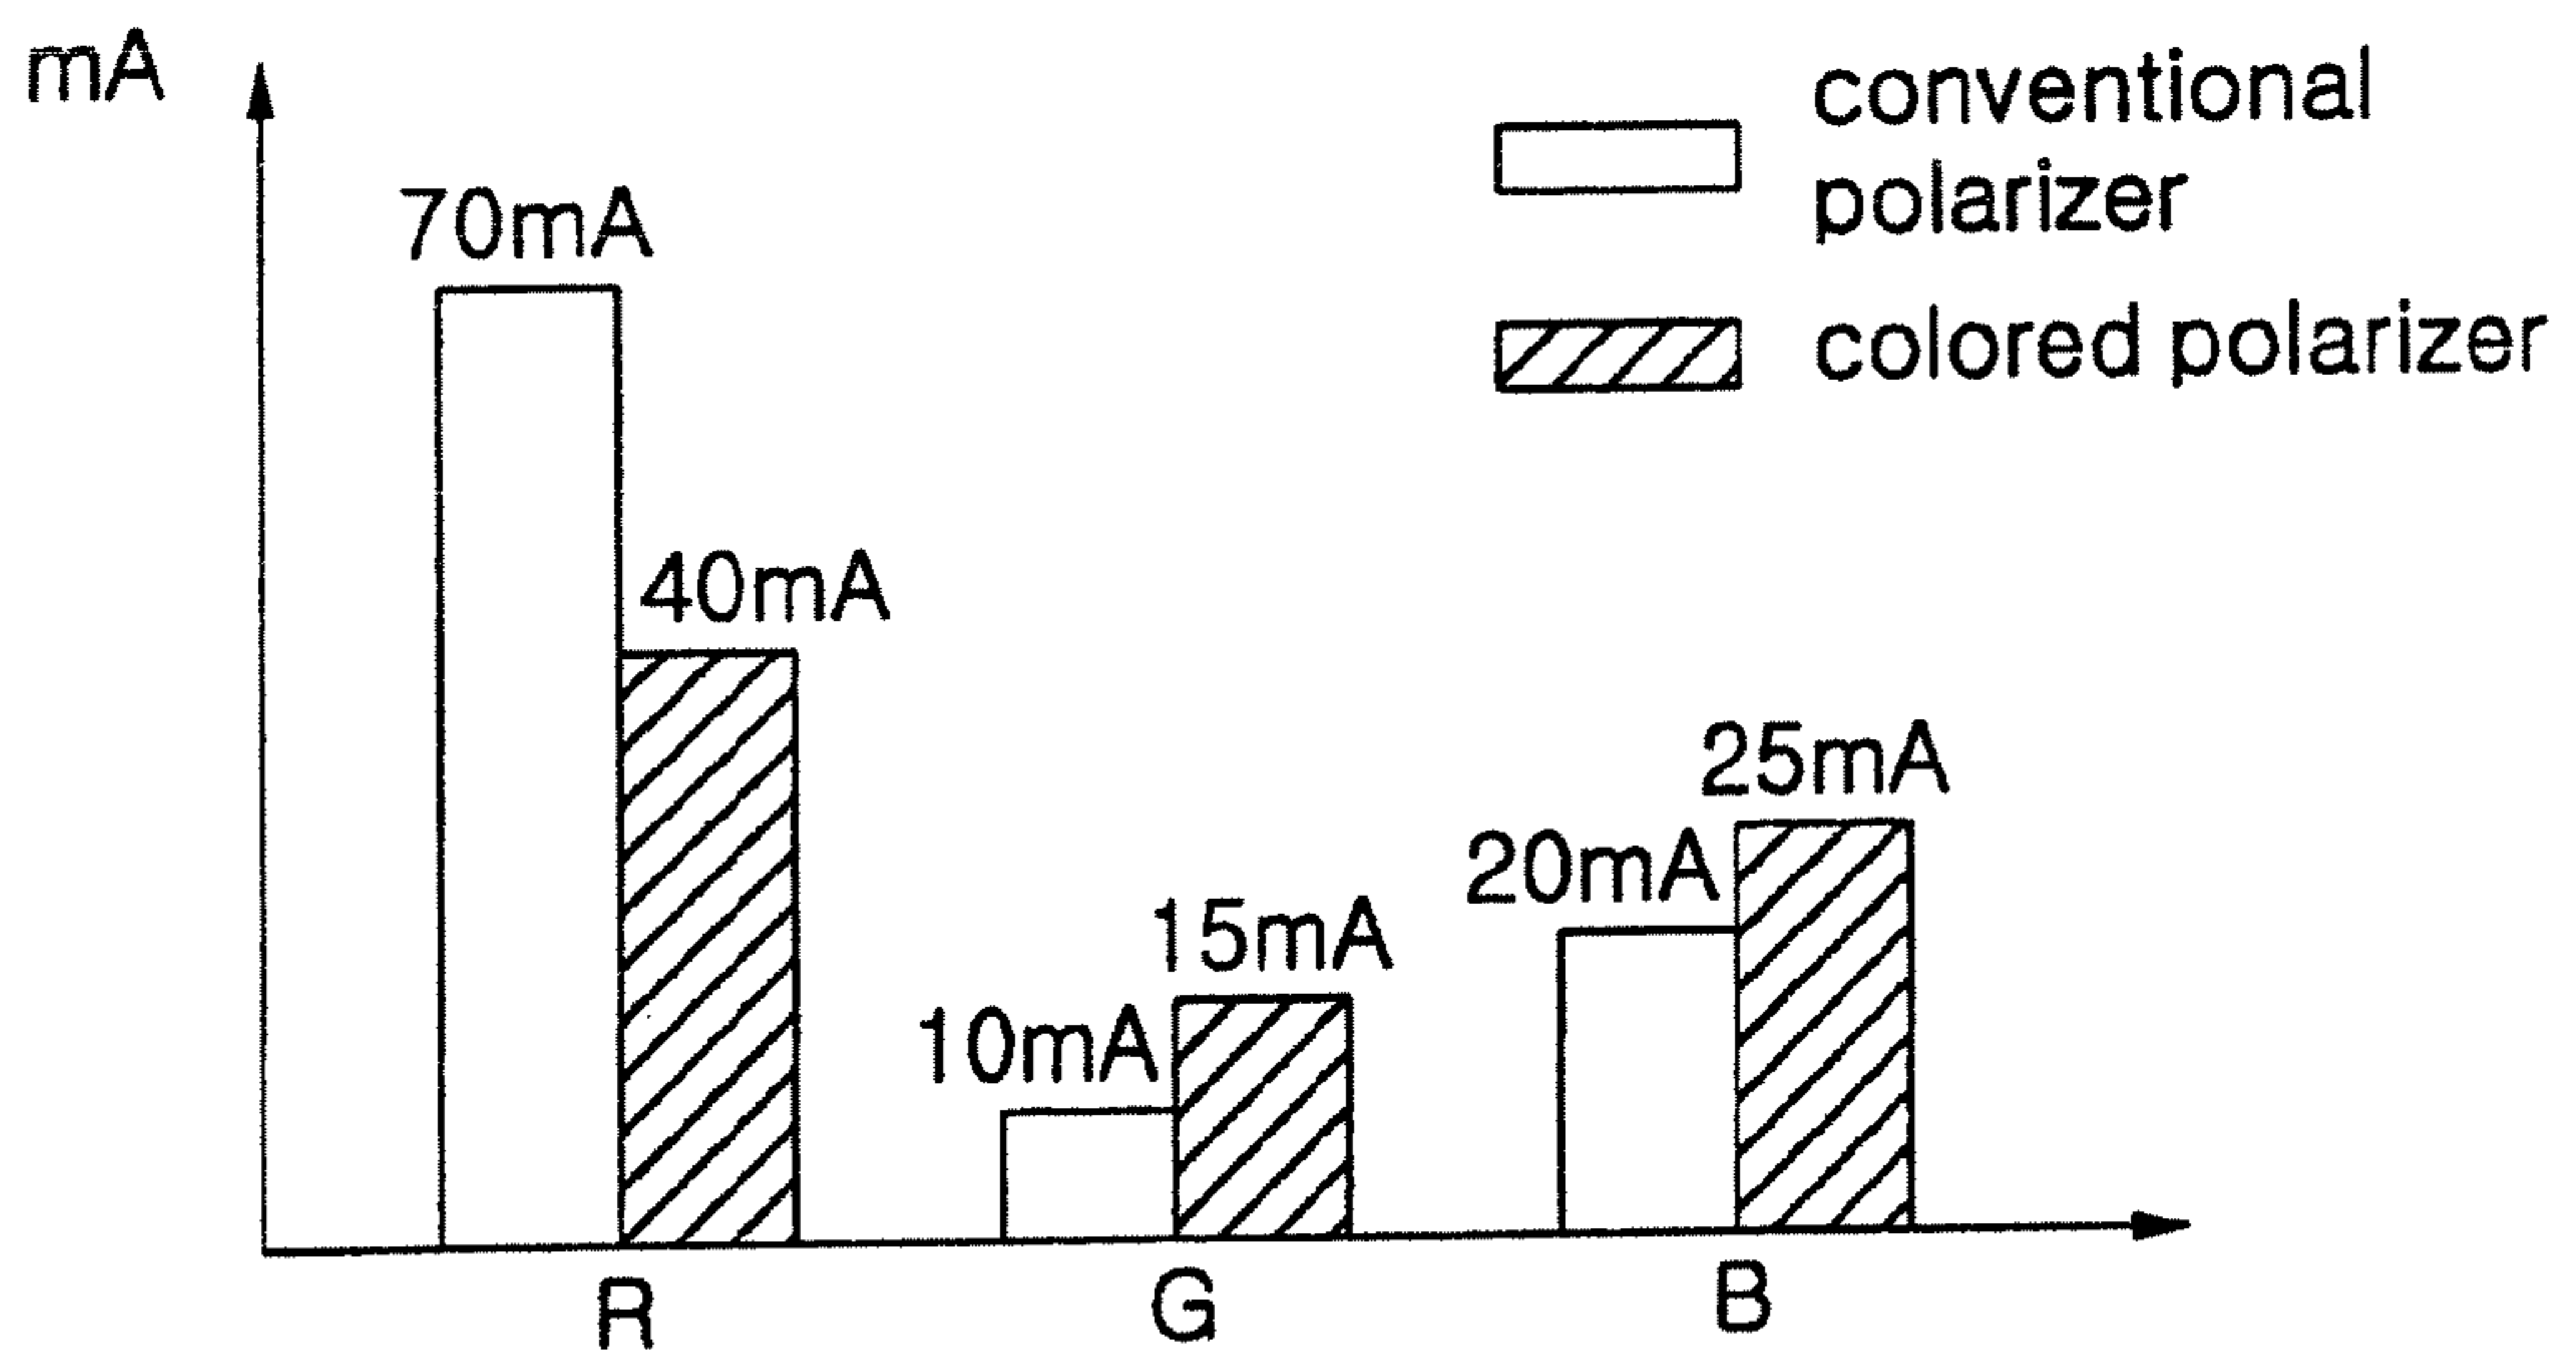 mA
conventional
polarizer
colored polarizer
70mA
40mA
10mA
15mA
20mA
25mA
R
G
B